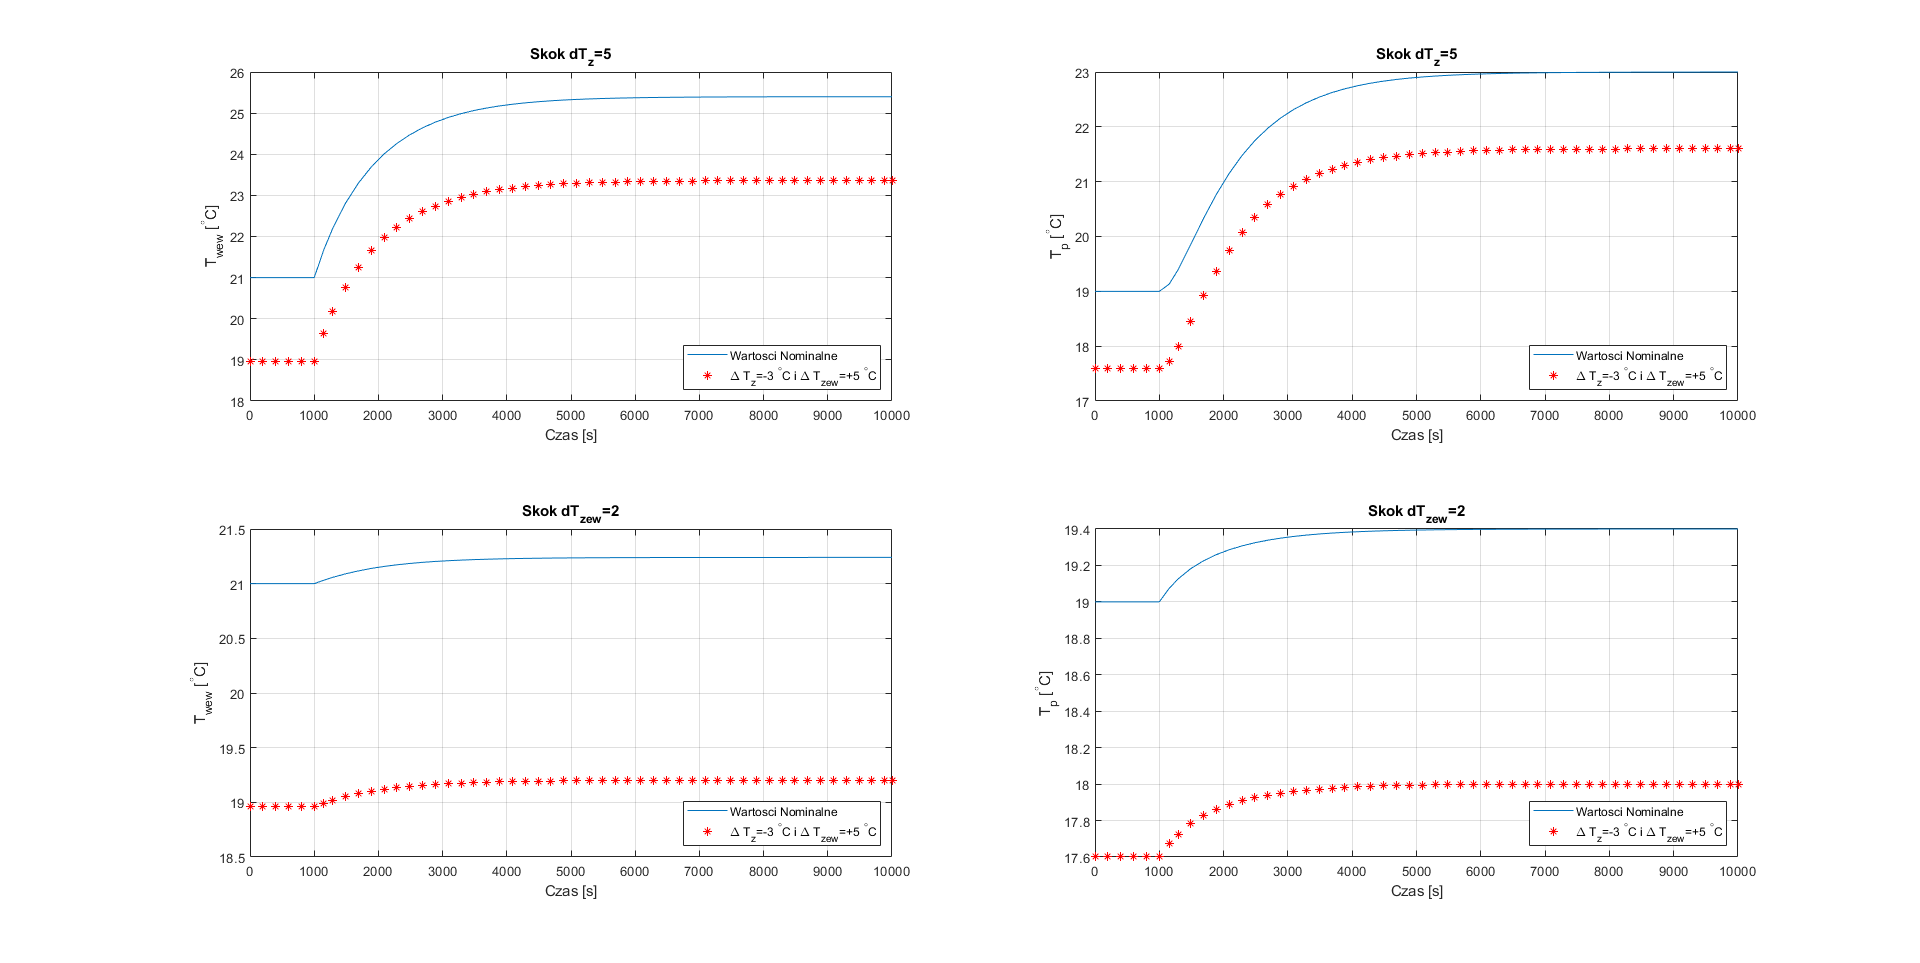 Skok dTz=5
26
25
24
23
22
21
20
19
18
Twew [°C]
0 1000 2000 3000 4000 5000 6000 7000 8000 9000 10000
Czas [s]
Wartosci Nominalne
Δ Tz=-3 °C i Δ Tzew=+5 °C
Skok dTz=5
23
22
21
20
19
18
17
Tp [°C]
0 1000 2000 3000 4000 5000 6000 7000 8000 9000 10000
Czas [s]
Wartosci Nominalne
Δ Tz=-3 °C i Δ Tzew=+5 °C
Skok dTzew=2
21.5
21
20.5
20
19.5
19
18.5
Twew [°C]
0 1000 2000 3000 4000 5000 6000 7000 8000 9000 10000
Czas [s]
Wartosci Nominalne
Δ Tz=-3 °C i Δ Tzew=+5 °C
Skok dTzew=2
19.4
19.2
19
18.8
18.6
18.4
18.2
18
17.8
17.6
Tp [°C]
0 1000 2000 3000 4000 5000 6000 7000 8000 9000 10000
Czas [s]
Wartosci Nominalne
Δ Tz=-3 °C i Δ Tzew=+5 °C